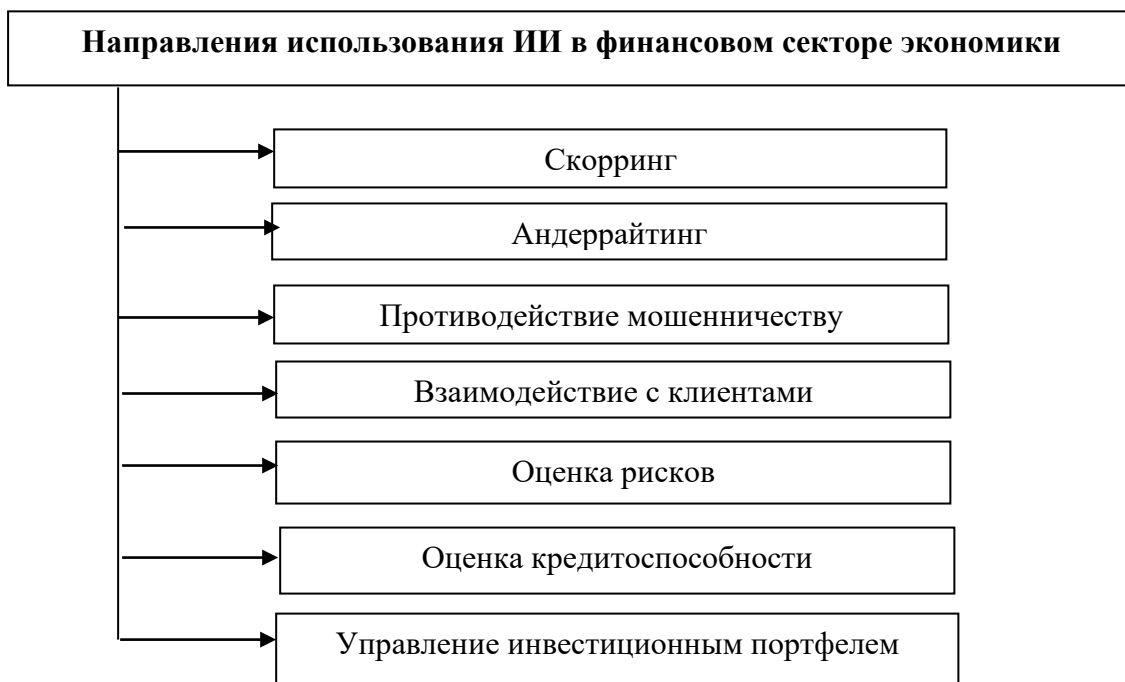 Направления использования ИИ в финансовом секторе экономики
Скорринг
Андеррайтинг
Противодействие мошенничеству
Взаимодействие с клиентами
Оценка рисков
Оценка кредитоспособности
Управление инвестиционным портфелем